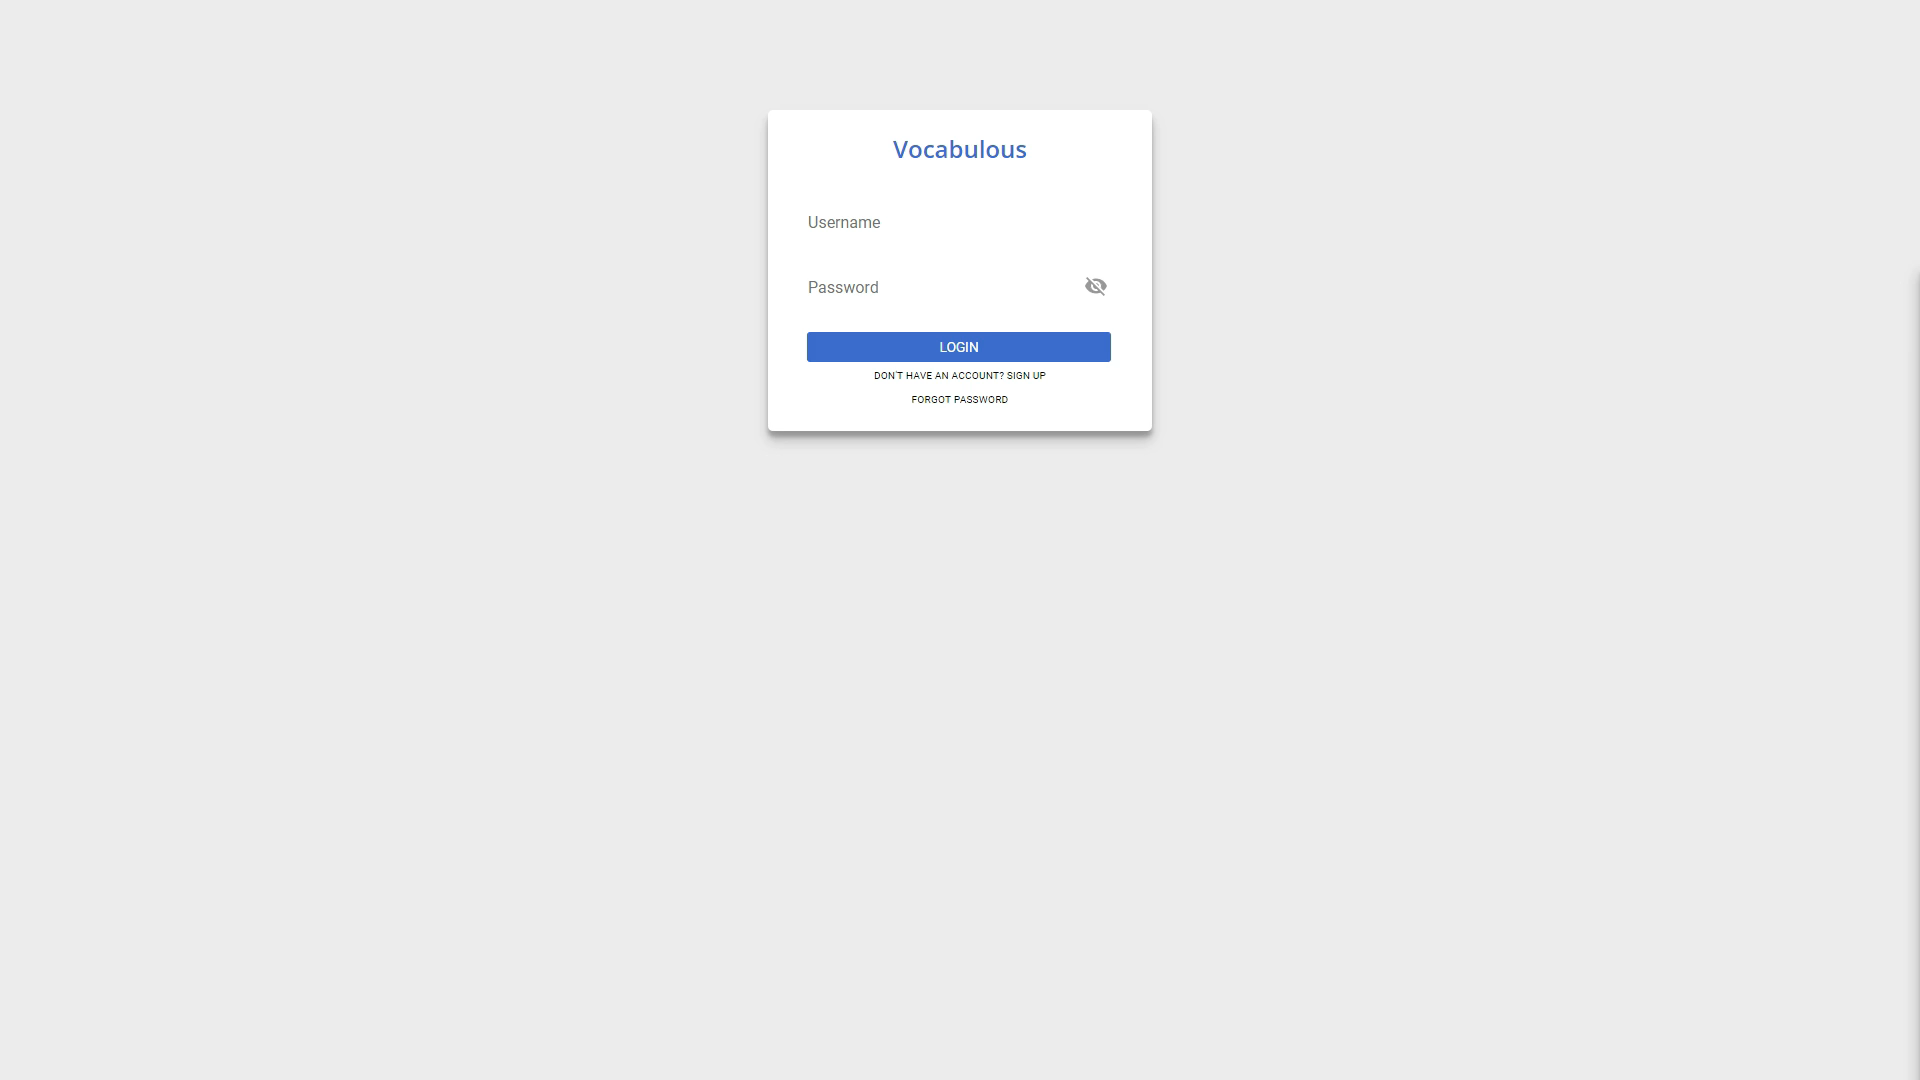 Vocabulous
Username
Password
LOGIN
DON'T HAVE AN ACCOUNT? SIGN UP
FORGOT PASSWORD